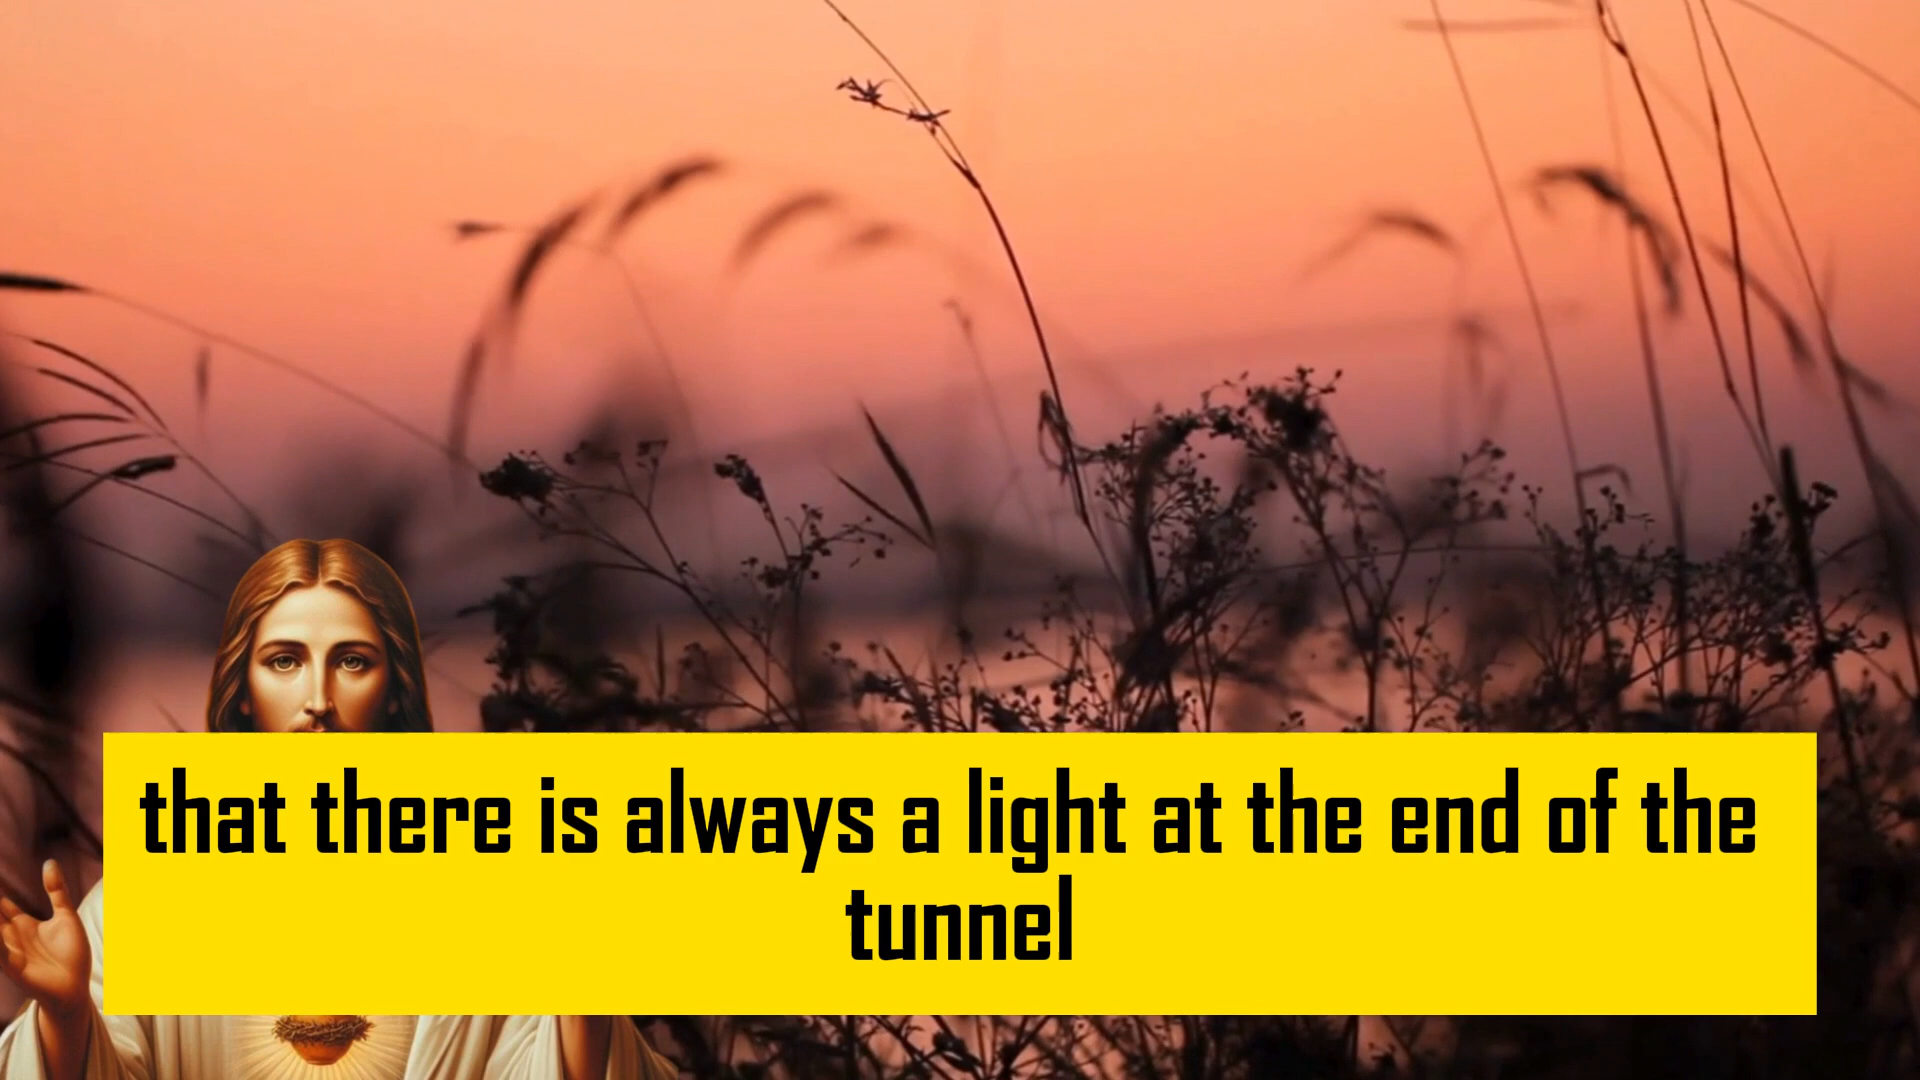 that there is always a light at the end of the
tunnel